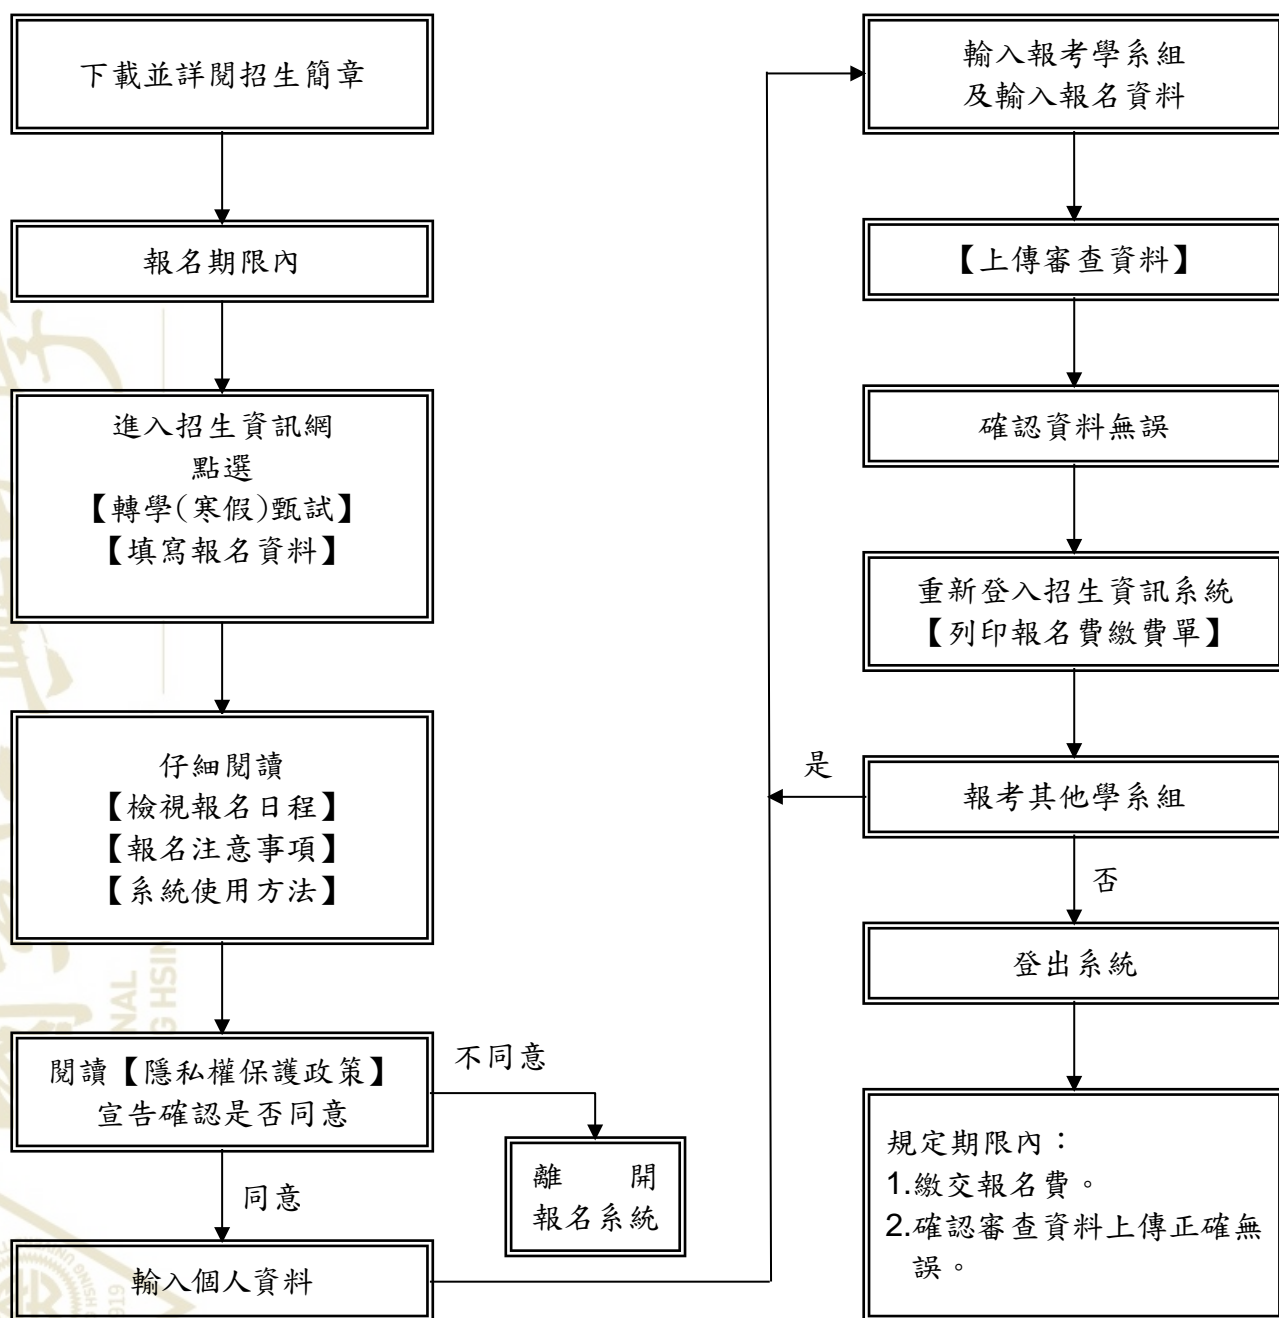 下載並詳閱招生簡章
報名期限內
進入招生資訊網
點選
【轉學(寒假)甄試】
【填寫報名資料】
仔細閱讀
【檢視報名日程】
【報名注意事項】
【系統使用方法】
閱讀【隱私權保護政策】
宣告確認是否同意
不同意
離 開
報名系統
同意
輸入個人資料
輸入報考學系組
及輸入報名資料
【上傳審查資料】
確認資料無誤
重新登入招生資訊系統
【列印報名費繳費單】
是
報考其他學系組
否
登出系統
規定期限內：
1.繳交報名費。
2.確認審查資料上傳正確無
誤。